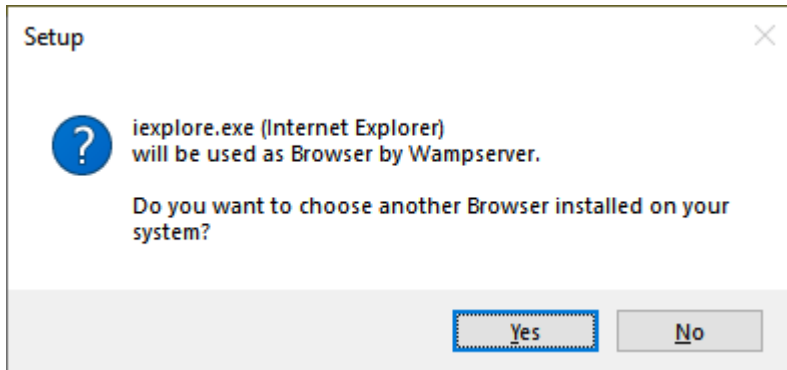 Setup
iexplore.exe (Internet Explorer)
will be used as Browser by Wampserver.
Do you want to choose another Browser installed on your
system?
Yes
No